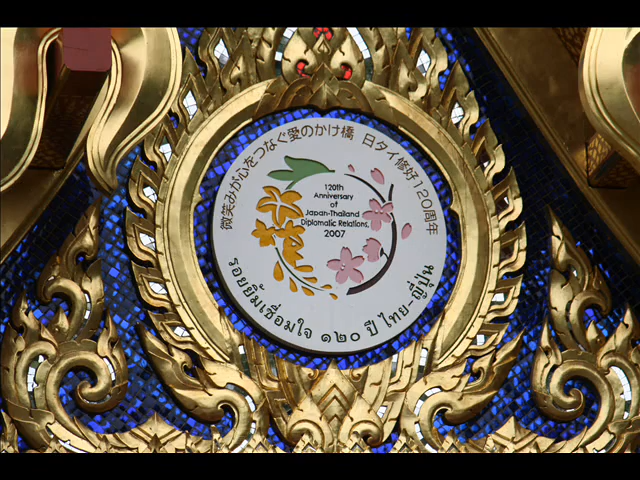 微笑みが心をつなぐ愛のかけ橋 日タイ修好120周年
120th
Anniversary
of
Japan-Thailand
Diplomatic Relations,
2007
รอยยิ้มเชื่อมใจ ๑๒๐ ปี ไทย-ญี่ปุ่น